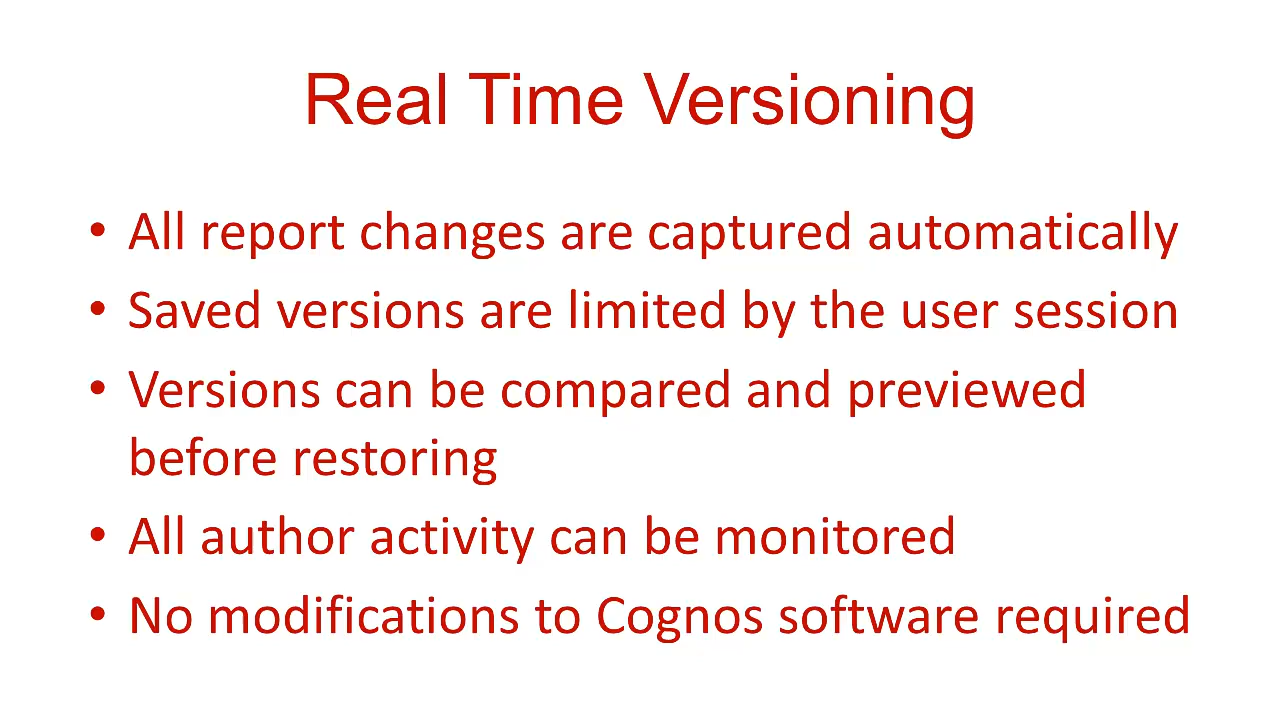 Real Time Versioning
• All report changes are captured automatically
• Saved versions are limited by the user session
• Versions can be compared and previewed
before restoring
• All author activity can be monitored
• No modifications to Cognos software required